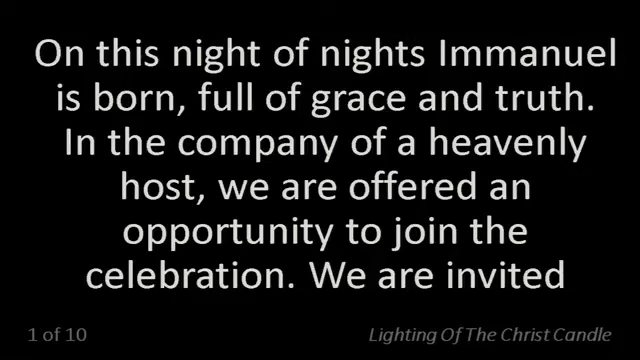 On this night of nights Immanuel
is born, full of grace and truth.
In the company of a heavenly
host, we are offered an
opportunity to join the
celebration. We are invited
1 of 10
Lighting Of The Christ Candle